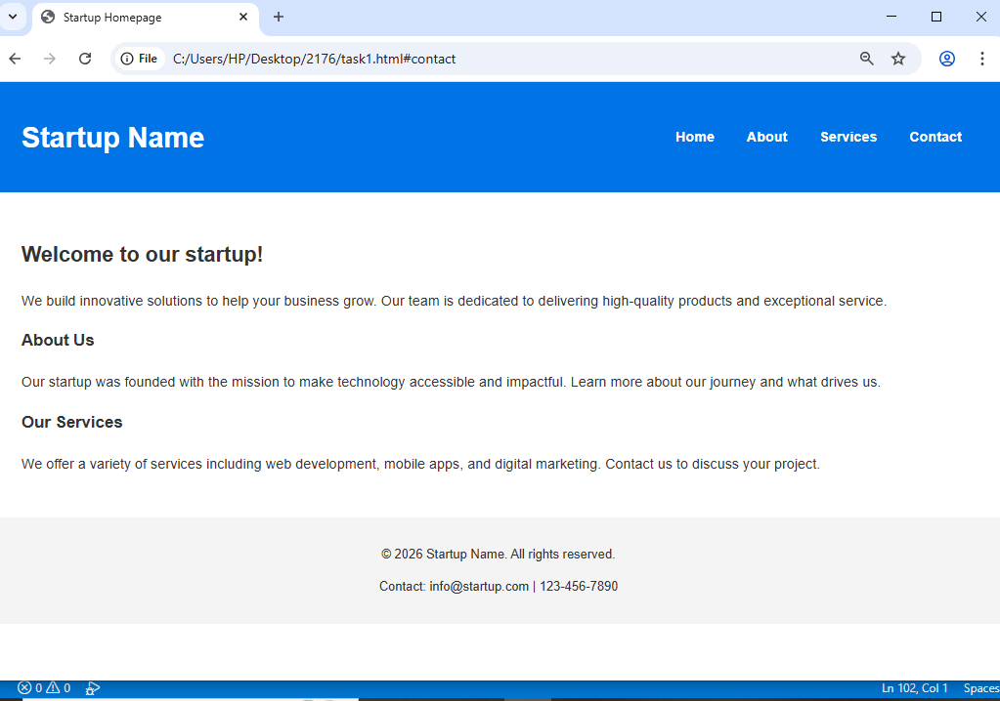 Startup Homepage
File C:/Users/HP/Desktop/2176/task1.html#contact
Startup Name
Home About Services Contact
Welcome to our startup!
We build innovative solutions to help your business grow. Our team is dedicated to delivering high-quality products and exceptional service.
About Us
Our startup was founded with the mission to make technology accessible and impactful. Learn more about our journey and what drives us.
Our Services
We offer a variety of services including web development, mobile apps, and digital marketing. Contact us to discuss your project.
© 2026 Startup Name. All rights reserved.
Contact: info@startup.com | 123-456-7890
0 0 Ln 102, Col 1 Spaces